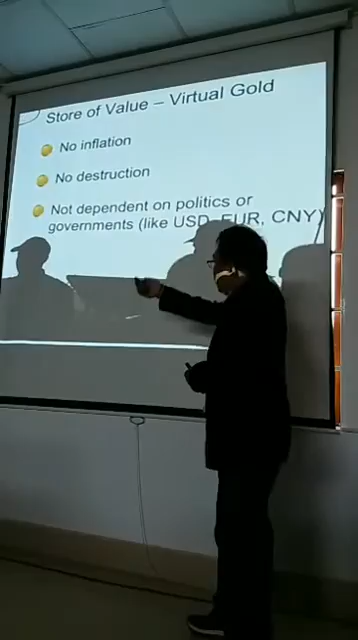 Store of Value – Virtual Gold
No inflation
No destruction
Not dependent on politics or
governments (like USD, EUR, CNY)